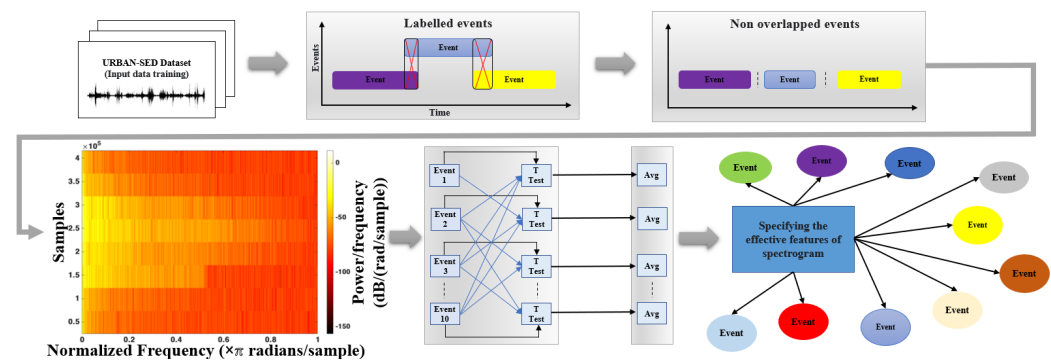 URBAN-SED Dataset
(Input data training)
Labelled events
Events
Event
Event
Event
Time
Non overlapped events
Event
Event
Event
×10⁵
4
3.5
3
2.5
2
1.5
1
0.5
Samples
0
0.2
0.4
0.6
0.8
1
Normalized Frequency (×π radians/sample)
0
-50
-100
-150
Power/frequency
(dB/(rad/sample))
Event
1
Event
2
Event
3
Event
10
T
Test
T
Test
T
Test
T
Test
Avg
Avg
Avg
Avg
Specifying the
effective features of
spectrogram
Event
Event
Event
Event
Event
Event
Event
Event
Event
Event